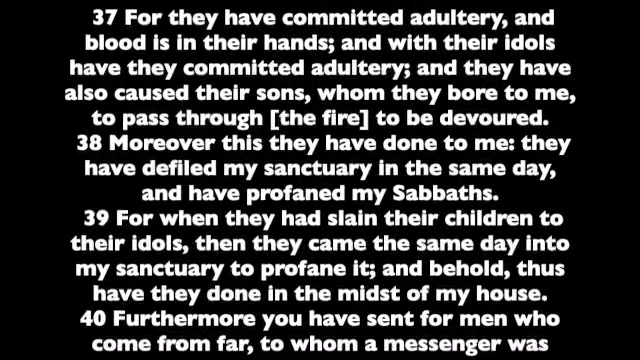 37 For they have committed adultery, and
blood is in their hands; and with their idols
have they committed adultery; and they have
also caused their sons, whom they bore to me,
to pass through [the fire] to be devoured.
38 Moreover this they have done to me: they
have defiled my sanctuary in the same day,
and have profaned my Sabbaths.
39 For when they had slain their children to
their idols, then they came the same day into
my sanctuary to profane it; and behold, thus
have they done in the midst of my house.
40 Furthermore you have sent for men who
come from far, to whom a messenger was